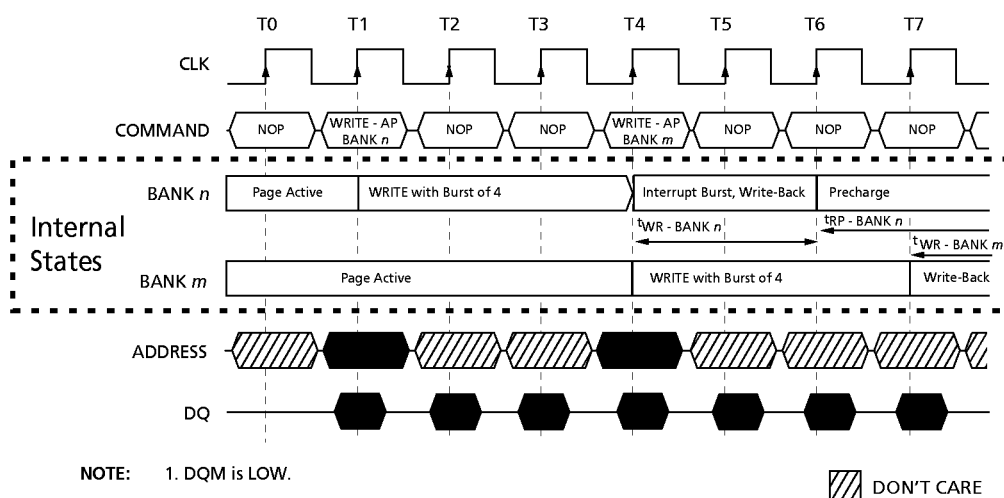 T0 T1 T2 T3 T4 T5 T6 T7
CLK
COMMAND NOP WRITE - AP BANK n NOP NOP WRITE - AP BANK m NOP NOP NOP
BANK n Page Active WRITE with Burst of 4 Interrupt Burst, Write-Back Precharge
tWR - BANK n tRP - BANK n
Internal
States
tWR - BANK m
BANK m Page Active WRITE with Burst of 4 Write-Back
ADDRESS
DQ
NOTE: 1. DQM is LOW.
DON'T CARE